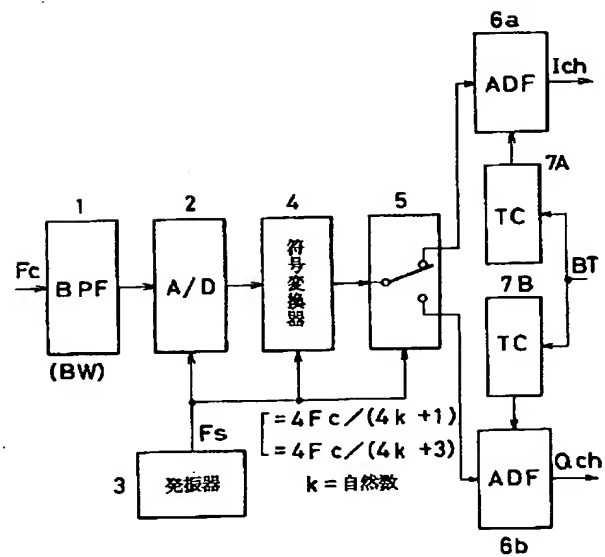 6a
ADF
Ich
7A
TC
1
2
4
5
Fc
BPF
A/D
符号変換器
BT
7B
TC
(BW)
Fs
=4Fc/(4k+1)
=4Fc/(4k+3)
k=自然数
3
発振器
ADF
Qch
6b